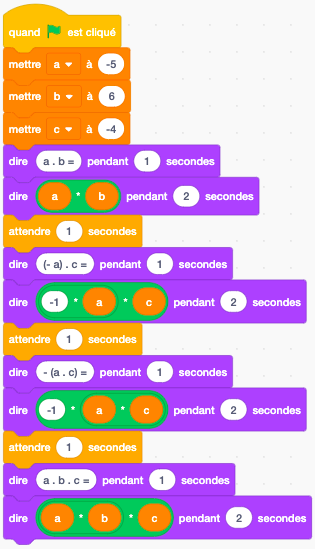 quand est cliqué
mettre a à -5
mettre b à 6
mettre c à -4
dire a . b = pendant 1 secondes
dire a * b pendant 2 secondes
attendre 1 secondes
dire (- a) . c = pendant 1 secondes
dire -1 * a * c pendant 2 secondes
attendre 1 secondes
dire - (a . c) = pendant 1 secondes
dire -1 * a * c pendant 2 secondes
attendre 1 secondes
dire a . b . c = pendant 1 secondes
dire a * b * c pendant 2 secondes